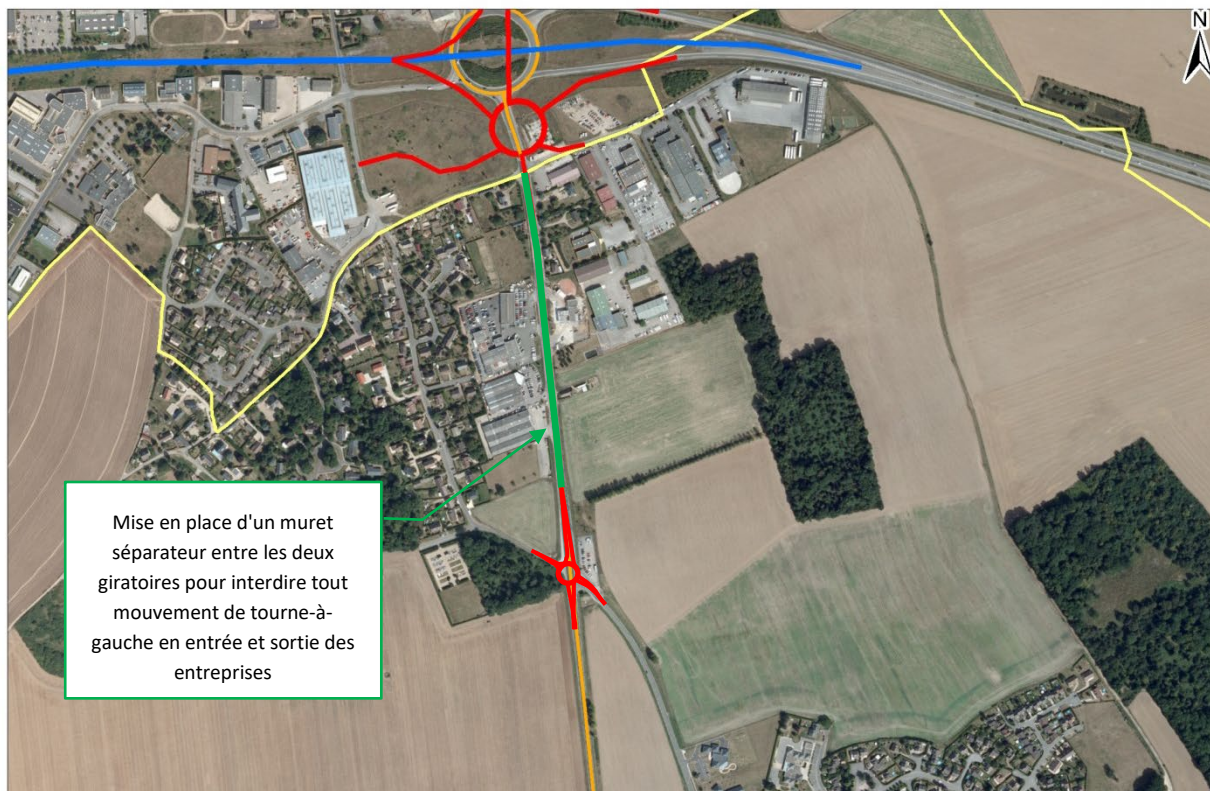 N
Mise en place d'un muret
séparateur entre les deux
giratoires pour interdire tout
mouvement de tourne-à-
gauche en entrée et sortie des
entreprises